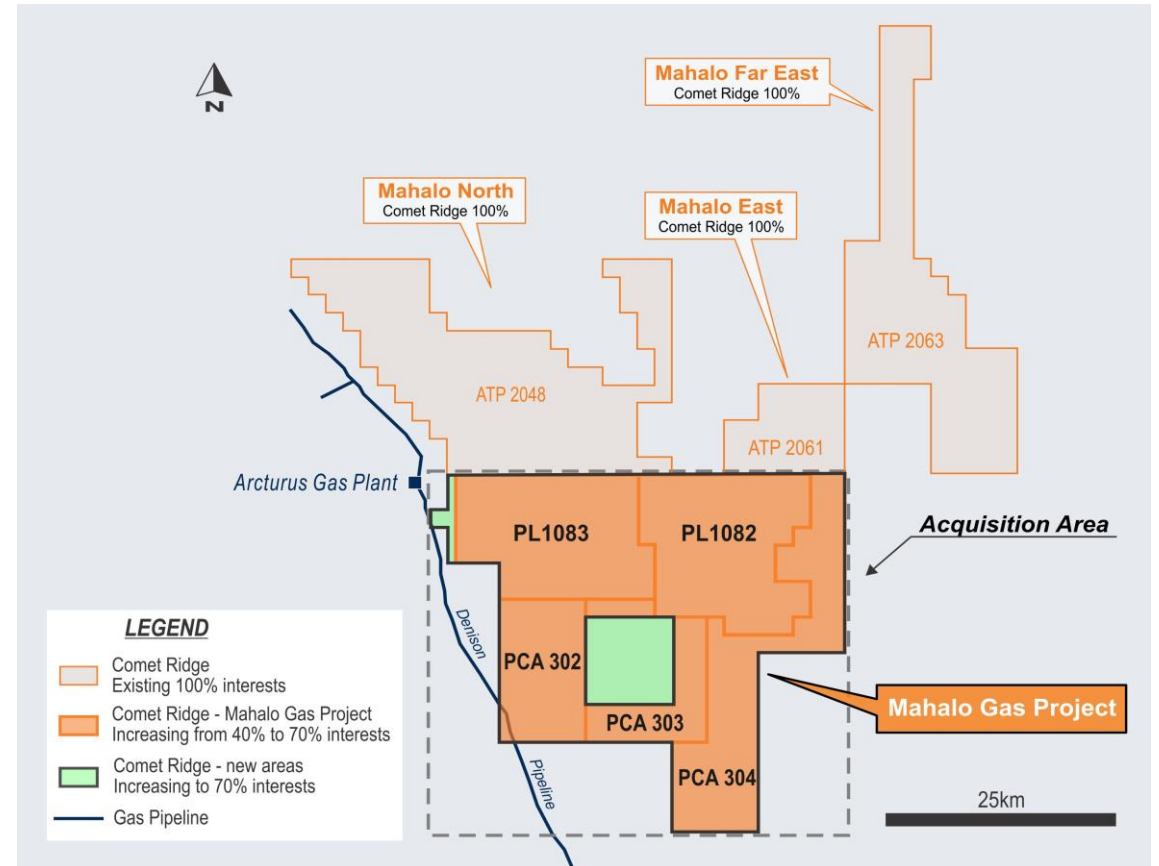 N
Mahalo Far East
Comet Ridge 100%
Mahalo North
Comet Ridge 100%
Mahalo East
Comet Ridge 100%
ATP 2063
ATP 2048
ATP 2061
Arcturus Gas Plant
PL1083
PL1082
Acquisition Area
Denison
Pipeline
PCA 302
PCA 303
PCA 304
Mahalo Gas Project
25km
LEGEND
Comet Ridge
Existing 100% interests
Comet Ridge - Mahalo Gas Project
Increasing from 40% to 70% interests
Comet Ridge - new areas
Increasing to 70% interests
Gas Pipeline